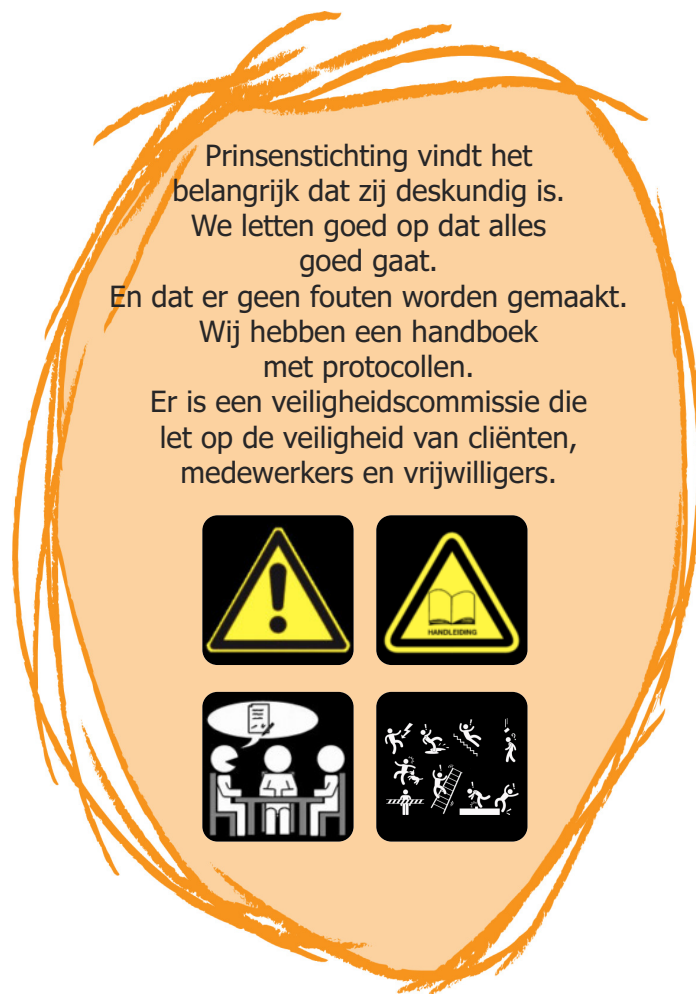 Prinsenstichting vindt het
belangrijk dat zij deskundig is.
We letten goed op dat alles
goed gaat.
En dat er geen fouten worden gemaakt.
Wij hebben een handboek
met protocollen.
Er is een veiligheidscommissie die
let op de veiligheid van cliënten,
medewerkers en vrijwilligers.
HANDLEIDING